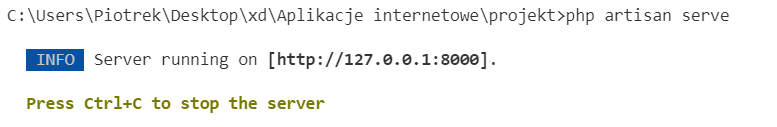 C:\Users\Piotrek\Desktop\xd\Aplikacje internetowe\projekt>php artisan serve
INFO Server running on [http://127.0.0.1:8000].
Press Ctrl+C to stop the server